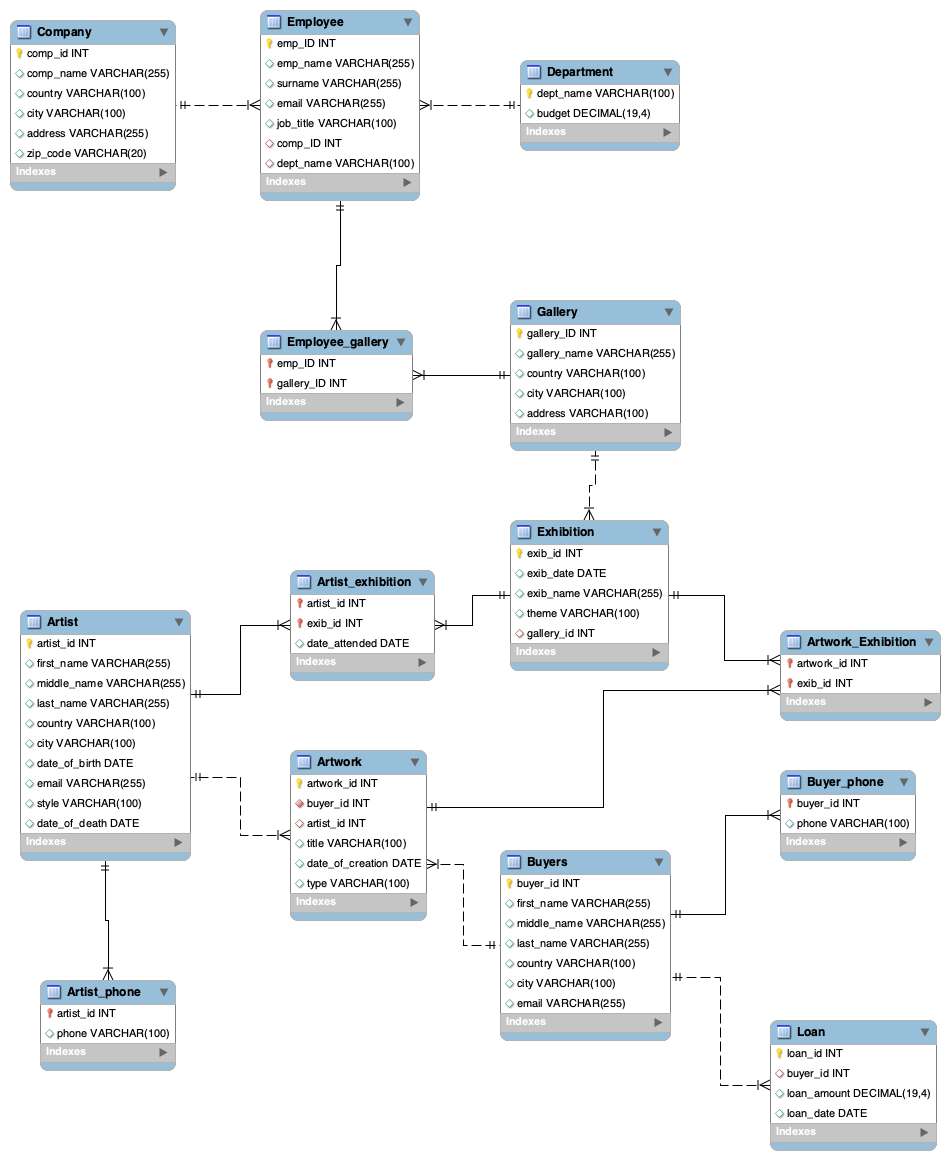 Company
comp_id INT
comp_name VARCHAR(255)
country VARCHAR(100)
city VARCHAR(100)
address VARCHAR(255)
zip_code VARCHAR(20)
Indexes
Employee
emp_ID INT
emp_name VARCHAR(255)
surname VARCHAR(255)
email VARCHAR(255)
job_title VARCHAR(100)
comp_ID INT
dept_name VARCHAR(100)
Indexes
Department
dept_name VARCHAR(100)
budget DECIMAL(19,4)
Indexes
Employee_gallery
emp_ID INT
gallery_ID INT
Indexes
Gallery
gallery_ID INT
gallery_name VARCHAR(255)
country VARCHAR(100)
city VARCHAR(100)
address VARCHAR(100)
Indexes
Exhibition
exib_id INT
exib_date DATE
exib_name VARCHAR(255)
theme VARCHAR(100)
gallery_id INT
Indexes
Artist_exhibition
artist_id INT
exib_id INT
date_attended DATE
Indexes
Artist
artist_id INT
first_name VARCHAR(255)
middle_name VARCHAR(255)
last_name VARCHAR(255)
country VARCHAR(100)
city VARCHAR(100)
date_of_birth DATE
email VARCHAR(255)
style VARCHAR(100)
date_of_death DATE
Indexes
Artwork_Exhibition
artwork_id INT
exib_id INT
Indexes
Artwork
artwork_id INT
buyer_id INT
artist_id INT
title VARCHAR(100)
date_of_creation DATE
type VARCHAR(100)
Indexes
Buyer_phone
buyer_id INT
phone VARCHAR(100)
Indexes
Buyers
buyer_id INT
first_name VARCHAR(255)
middle_name VARCHAR(255)
last_name VARCHAR(255)
country VARCHAR(100)
city VARCHAR(100)
email VARCHAR(255)
Indexes
Artist_phone
artist_id INT
phone VARCHAR(100)
Indexes
Loan
loan_id INT
buyer_id INT
loan_amount DECIMAL(19,4)
loan_date DATE
Indexes